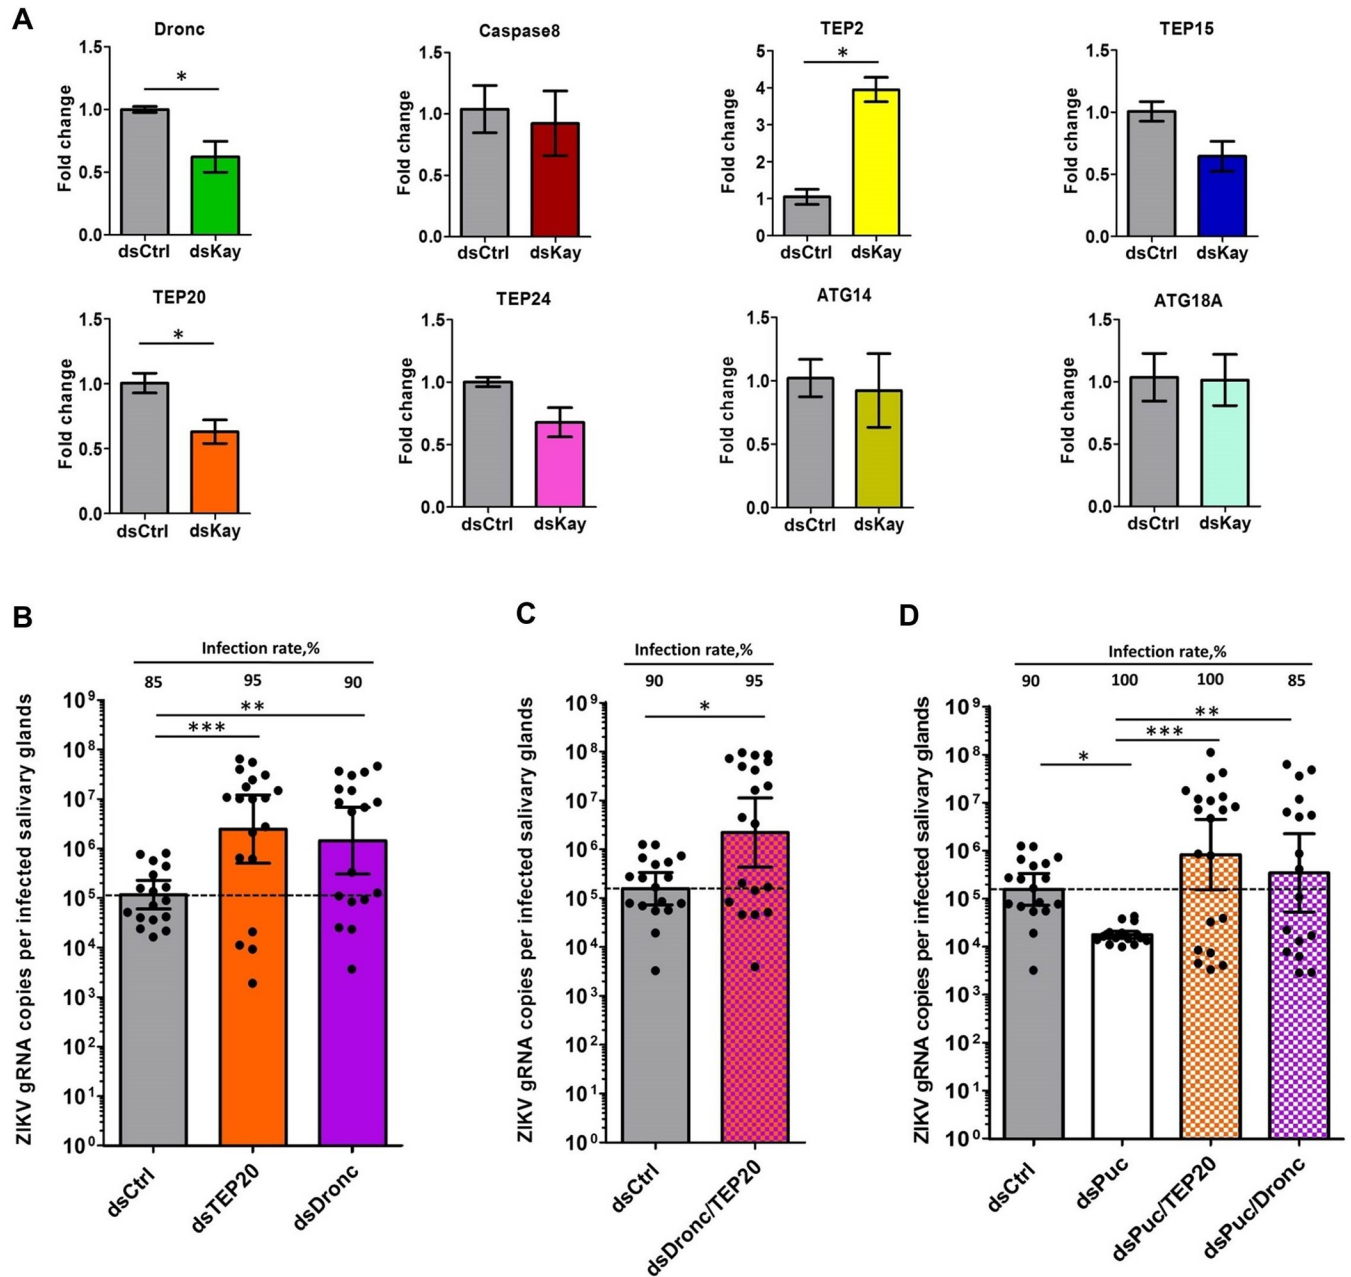 A
Dronc
Fold change
1.5
*
1.0
0.5
0.0
dsCtrl dsKay
Caspase8
Fold change
1.5
1.0
0.5
0.0
dsCtrl dsKay
TEP2
Fold change
5
*
4
3
2
1
0
dsCtrl dsKay
TEP15
Fold change
1.5
1.0
0.5
0.0
dsCtrl dsKay
TEP20
Fold change
1.5
*
1.0
0.5
0.0
dsCtrl dsKay
TEP24
Fold change
1.5
1.0
0.5
0.0
dsCtrl dsKay
ATG14
Fold change
1.5
1.0
0.5
0.0
dsCtrl dsKay
ATG18A
Fold change
1.5
1.0
0.5
0.0
dsCtrl dsKay
B
Infection rate,%
85 95 90
ZIKV gRNA copies per infected salivary glands
10⁹
**
***
10⁸
10⁷
10⁶
10⁵
10⁴
10³
10²
10¹
10⁰
dsCtrl
dsTEP20
dsDronc
C
Infection rate,%
90 95
ZIKV gRNA copies per infected salivary glands
10⁹
*
10⁸
10⁷
10⁶
10⁵
10⁴
10³
10²
10¹
10⁰
dsCtrl
dsDronc/TEP20
D
Infection rate,%
90 100 100 85
ZIKV gRNA copies per infected salivary glands
10⁹
**
***
*
10⁸
10⁷
10⁶
10⁵
10⁴
10³
10²
10¹
10⁰
dsCtrl
dsPuc
dsPuc/TEP20
dsPuc/Dronc